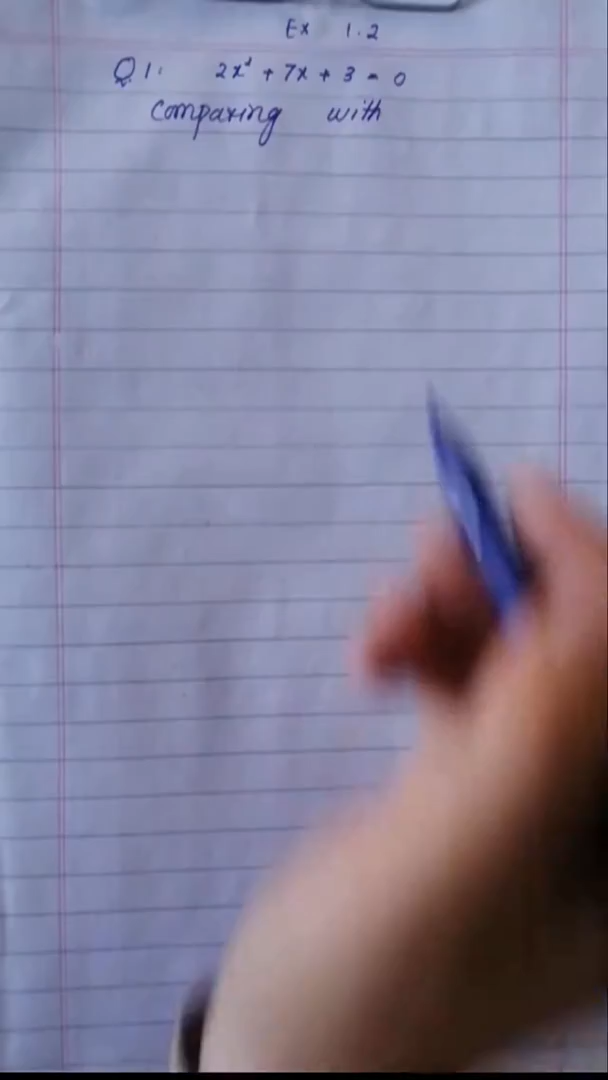 Ex 1.2
Q1. 2x² + 7x + 3 = 0
Comparing with